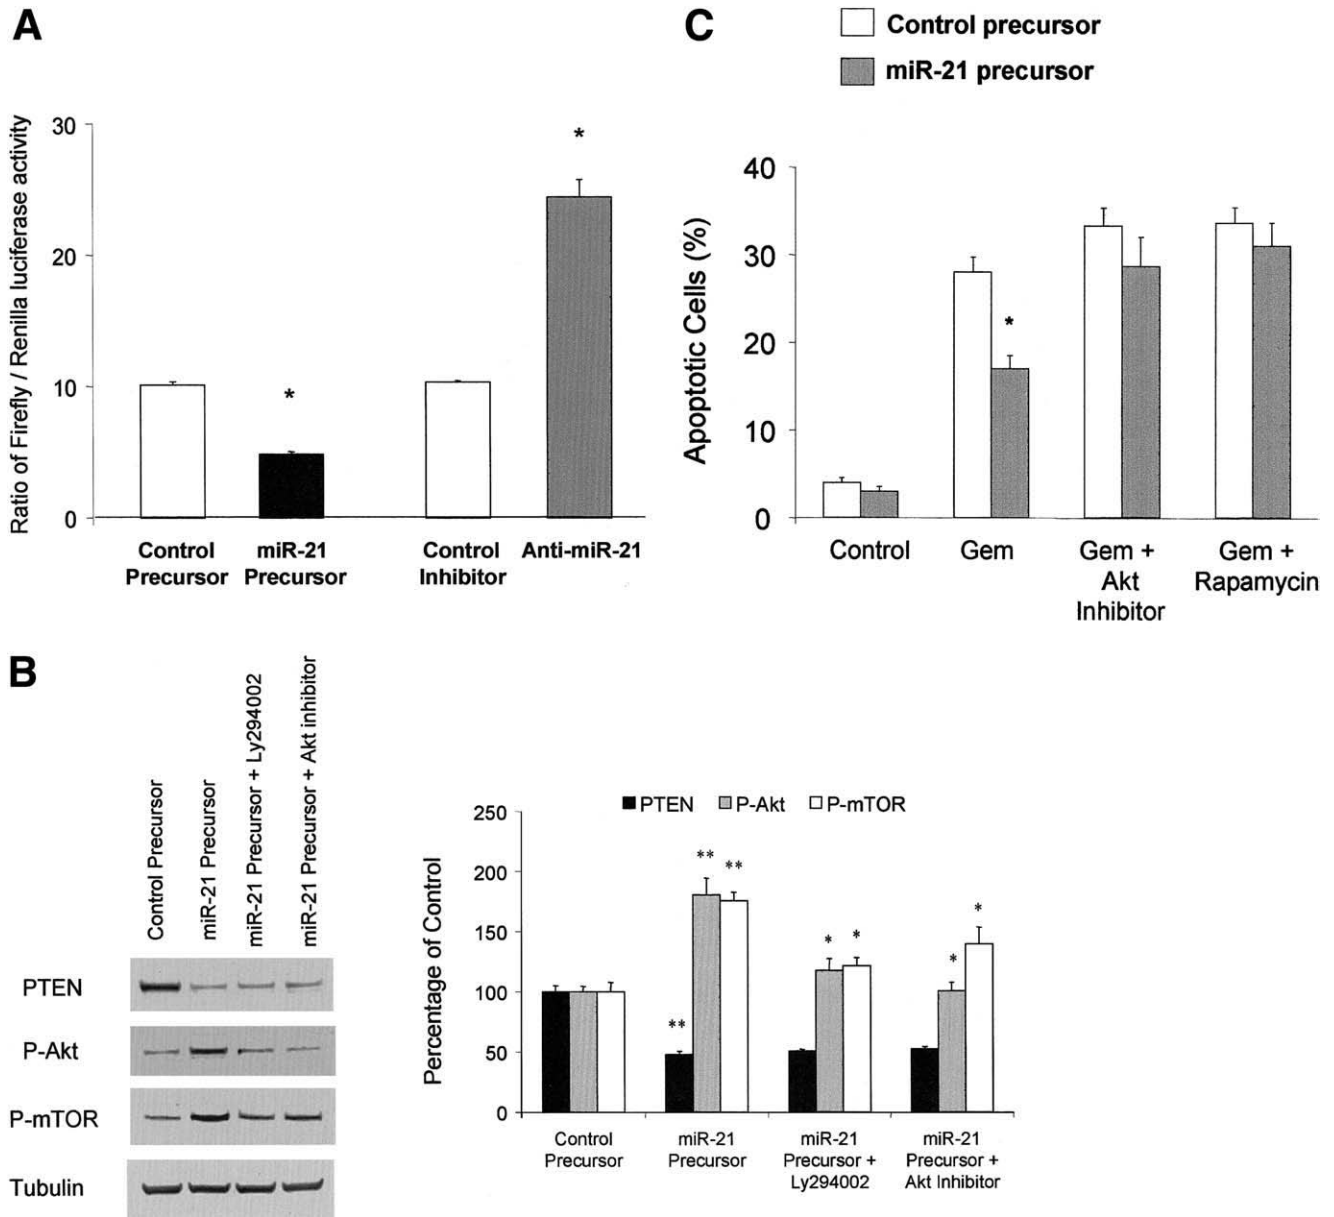 A
Ratio of Firefly / Renilla luciferase activity
30
20
10
0
*
*
Control
Precursor
miR-21
Precursor
Control
Inhibitor
Anti-miR-21
C
Control precursor
miR-21 precursor
Apoptotic Cells (%)
40
30
20
10
0
*
Control
Gem
Gem +
Akt
Inhibitor
Gem +
Rapamycin
B
Control Precursor
miR-21 Precursor
miR-21 Precursor + Ly294002
miR-21 Precursor + Akt inhibitor
PTEN
P-Akt
P-mTOR
Tubulin
PTEN P-Akt P-mTOR
Percentage of Control
250
200
150
100
50
0
**
**
**
*
*
*
*
Control
Precursor
miR-21
Precursor
miR-21
Precursor +
Ly294002
miR-21
Precursor +
Akt Inhibitor